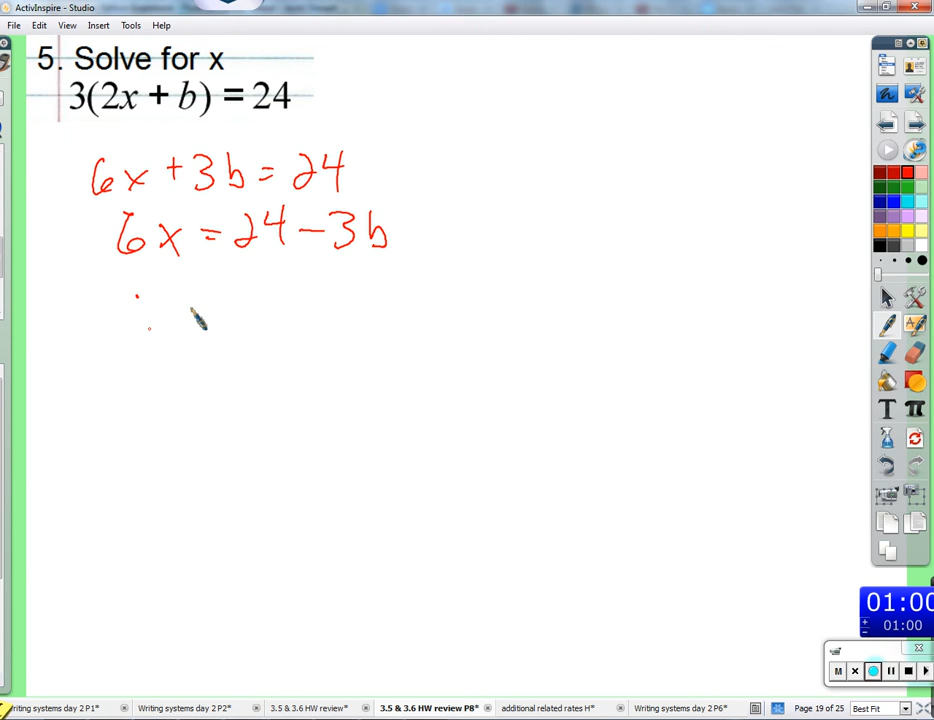 ActivInspire - Studio
File Edit View Insert Tools Help
5. Solve for x
3(2x + b) = 24
6x + 3b = 24
6x = 24 - 3b
01:00
01:00
riting systems day 2 P1* Writing systems day 2 P2* 3.5 & 3.6 HW review* 3.5 & 3.6 HW review P8* additional related rates H* Writing systems day 2 P6* Page 19 of 25 Best Fit